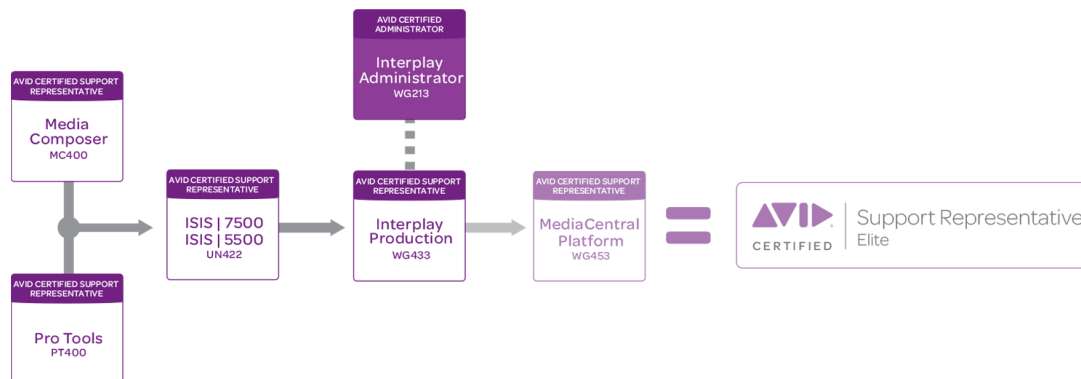 AVID CERTIFIED
ADMINISTRATOR
Interplay
Administrator
WG213
AVID CERTIFIED SUPPORT
REPRESENTATIVE
Media
Composer
MC400
AVID CERTIFIED SUPPORT
REPRESENTATIVE
ISIS | 7500
ISIS | 5500
UN422
AVID CERTIFIED SUPPORT
REPRESENTATIVE
Interplay
Production
WG433
AVID CERTIFIED SUPPORT
REPRESENTATIVE
MediaCentral
Platform
WG453
AVID
CERTIFIED
Support Representative
Elite
AVID CERTIFIED SUPPORT
REPRESENTATIVE
Pro Tools
PT400